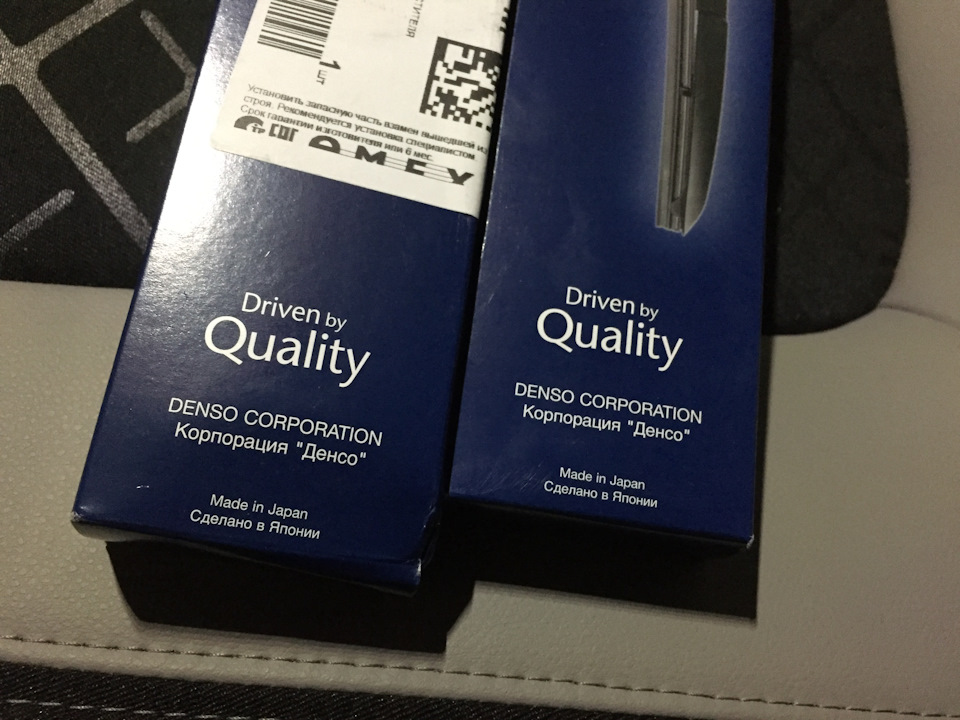 1 шт
Установить запасную часть взамен вышедшей из
строя. Рекомендуется установка специалистом
Срок гарантии изготовителя или 6 мес.
Driven by
Quality
DENSO CORPORATION
Корпорация "Денсо"
Made in Japan
Сделано в Японии
Driven by
Quality
DENSO CORPORATION
Корпорация "Денсо"
Made in Japan
Сделано в Японии